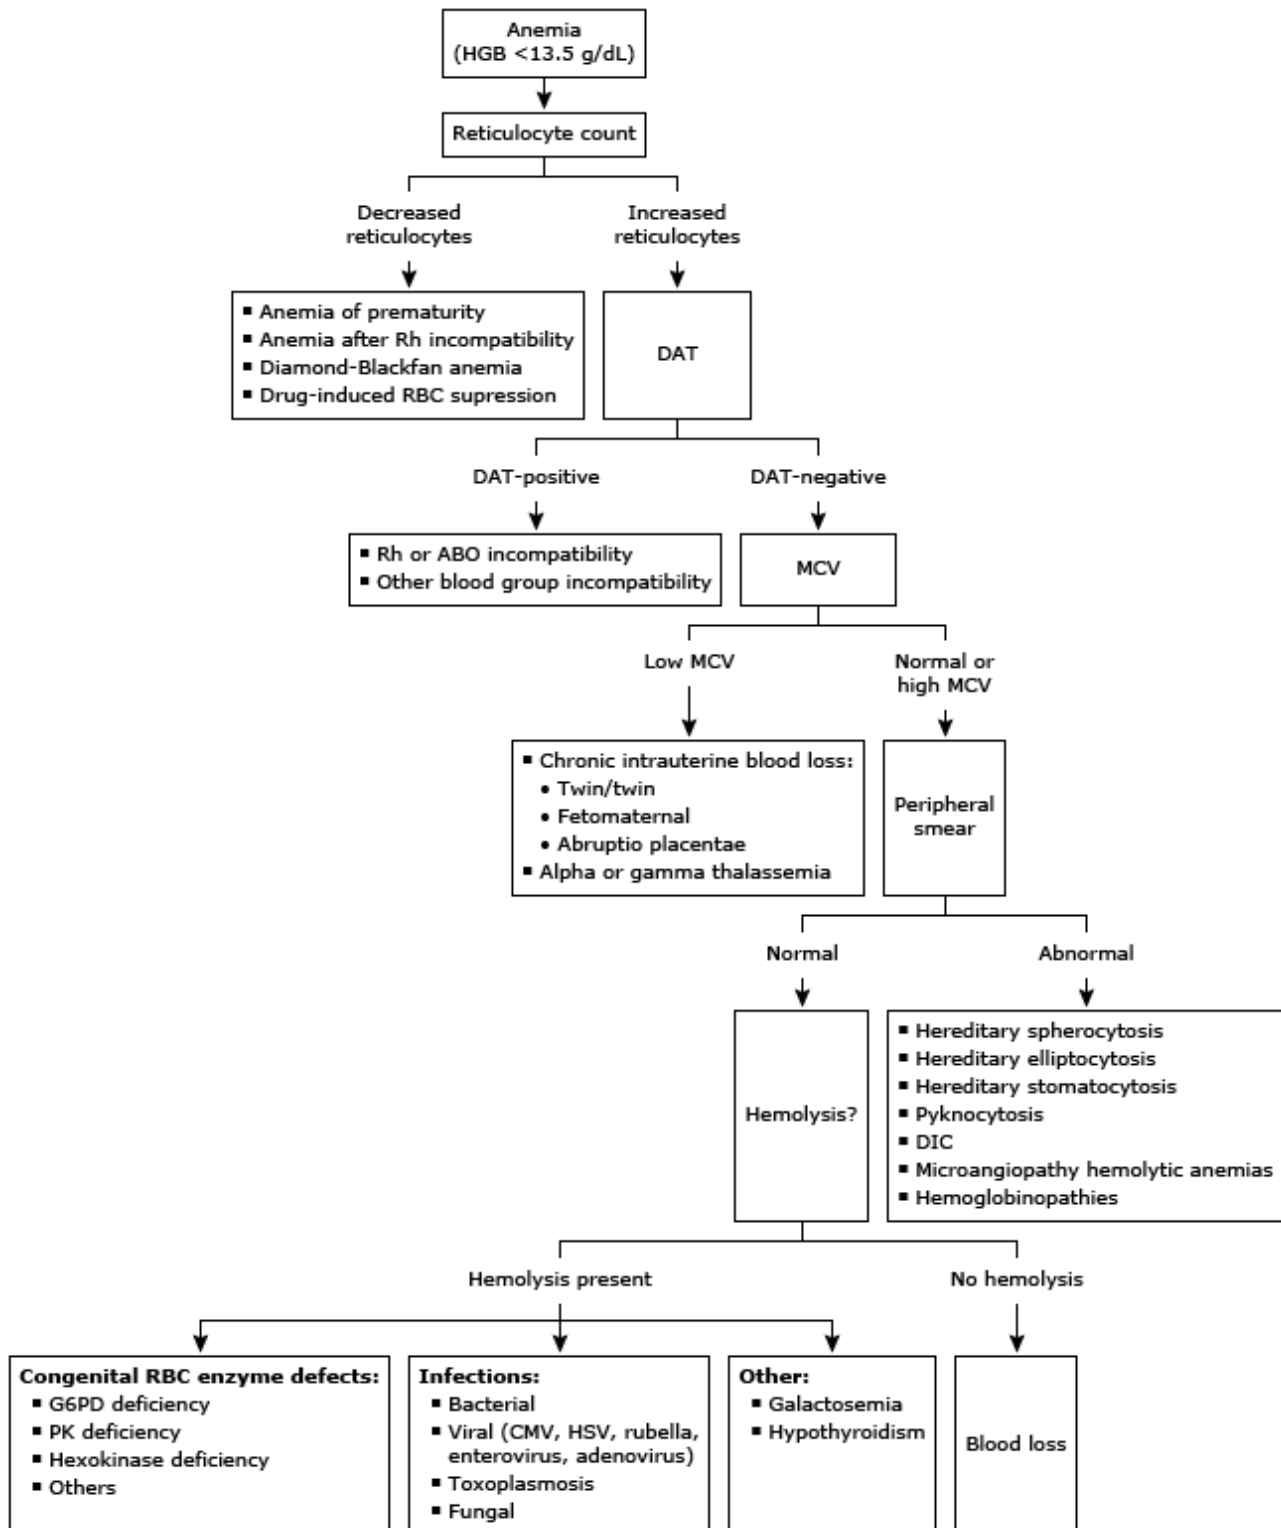 Anemia
(HGB <13.5 g/dL)
Reticulocyte count
Decreased
reticulocytes
Increased
reticulocytes
▪ Anemia of prematurity
▪ Anemia after Rh incompatibility
▪ Diamond-Blackfan anemia
▪ Drug-induced RBC supression
DAT
DAT-positive
DAT-negative
▪ Rh or ABO incompatibility
▪ Other blood group incompatibility
MCV
Low MCV
Normal or
high MCV
▪ Chronic intrauterine blood loss:
• Twin/twin
• Fetomaternal
• Abruptio placentae
▪ Alpha or gamma thalassemia
Peripheral
smear
Normal
Abnormal
Hemolysis?
▪ Hereditary spherocytosis
▪ Hereditary elliptocytosis
▪ Hereditary stomatocytosis
▪ Pyknocytosis
▪ DIC
▪ Microangiopathy hemolytic anemias
▪ Hemoglobinopathies
Hemolysis present
No hemolysis
Congenital RBC enzyme defects:
▪ G6PD deficiency
▪ PK deficiency
▪ Hexokinase deficiency
▪ Others
Infections:
▪ Bacterial
▪ Viral (CMV, HSV, rubella,
enterovirus, adenovirus)
▪ Toxoplasmosis
▪ Fungal
Other:
▪ Galactosemia
▪ Hypothyroidism
Blood loss